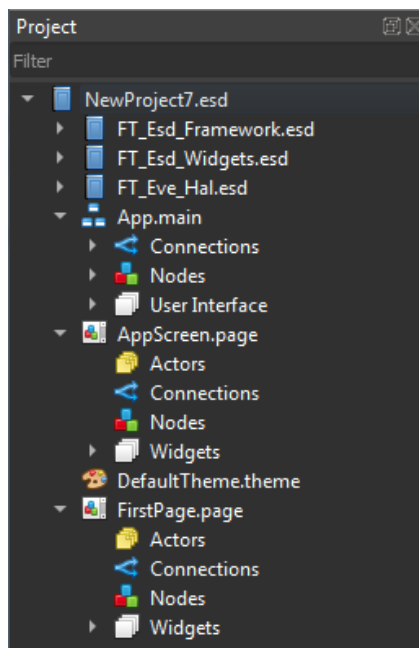 Project
Filter
NewProject7.esd
FT_Esd_Framework.esd
FT_Esd_Widgets.esd
FT_Eve_Hal.esd
App.main
Connections
Nodes
User Interface
AppScreen.page
Actors
Connections
Nodes
Widgets
DefaultTheme.theme
FirstPage.page
Actors
Connections
Nodes
Widgets